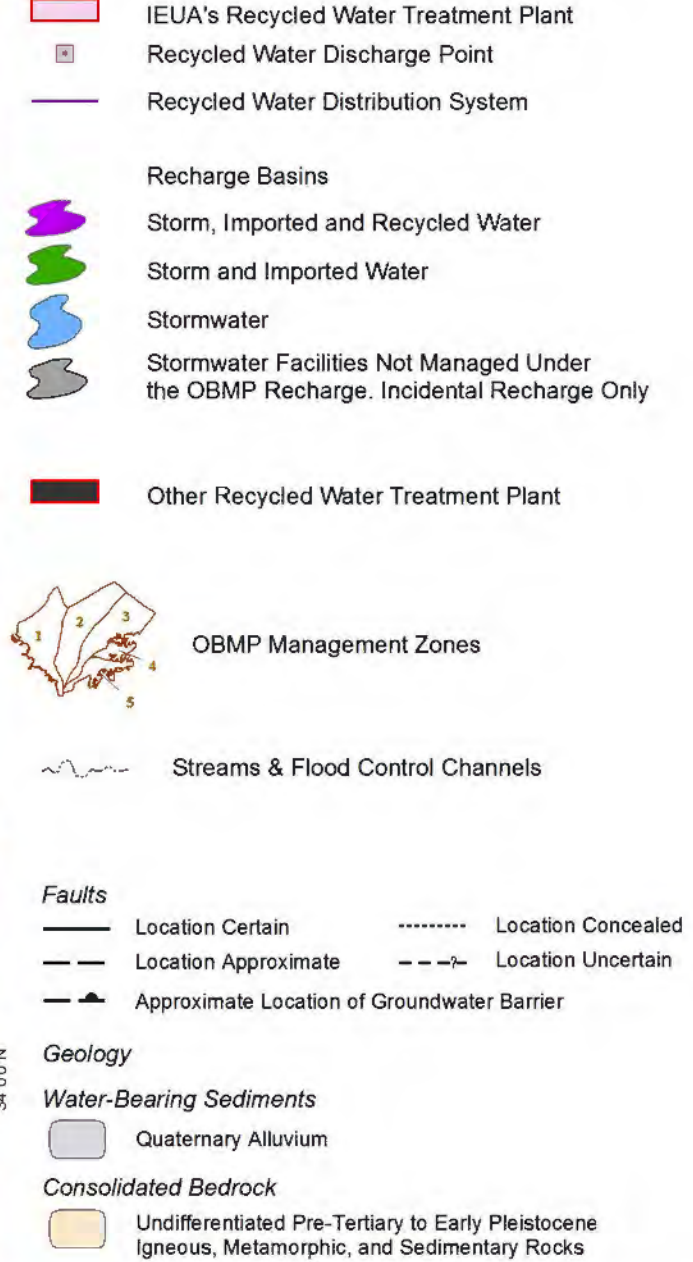 IEUA's Recycled Water Treatment Plant
Recycled Water Discharge Point
Recycled Water Distribution System
Recharge Basins
Storm, Imported and Recycled Water
Storm and Imported Water
Stormwater
Stormwater Facilities Not Managed Under
the OBMP Recharge. Incidental Recharge Only
Other Recycled Water Treatment Plant
1
2
3
4
5
OBMP Management Zones
Streams & Flood Control Channels
Faults
Location Certain
Location Concealed
Location Approximate
?
Location Uncertain
Approximate Location of Groundwater Barrier
Geology
Water-Bearing Sediments
Quaternary Alluvium
Consolidated Bedrock
Undifferentiated Pre-Tertiary to Early Pleistocene
Igneous, Metamorphic, and Sedimentary Rocks